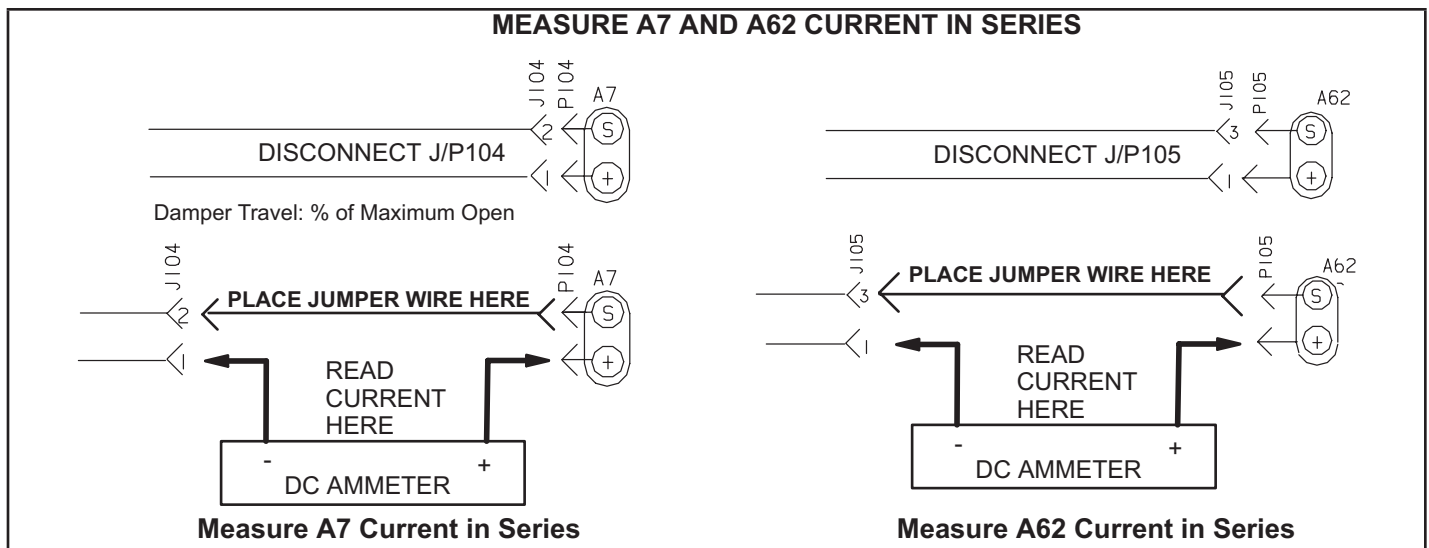 MEASURE A7 AND A62 CURRENT IN SERIES
J104
P104
A7
2
S
DISCONNECT J/P104
1
+
Damper Travel: % of Maximum Open
J105
P105
A62
3
S
DISCONNECT J/P105
1
+
J104
P104
A7
2
PLACE JUMPER WIRE HERE
S
1
+
READ
CURRENT
HERE
-
+
DC AMMETER
Measure A7 Current in Series
J105
P105
A62
3
PLACE JUMPER WIRE HERE
S
1
+
READ
CURRENT
HERE
-
+
DC AMMETER
Measure A62 Current in Series